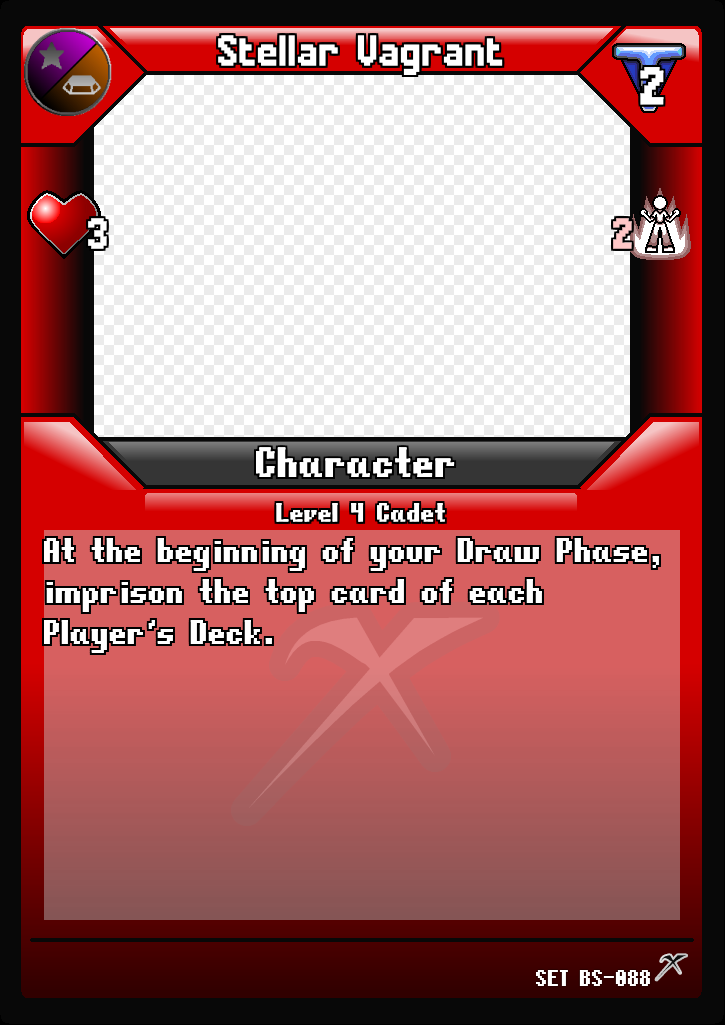 Stellar Vagrant
2
3
2
Character
Level 4 Cadet
At the beginning of your Draw Phase,
imprison the top card of each
Player's Deck.
SET BS-088